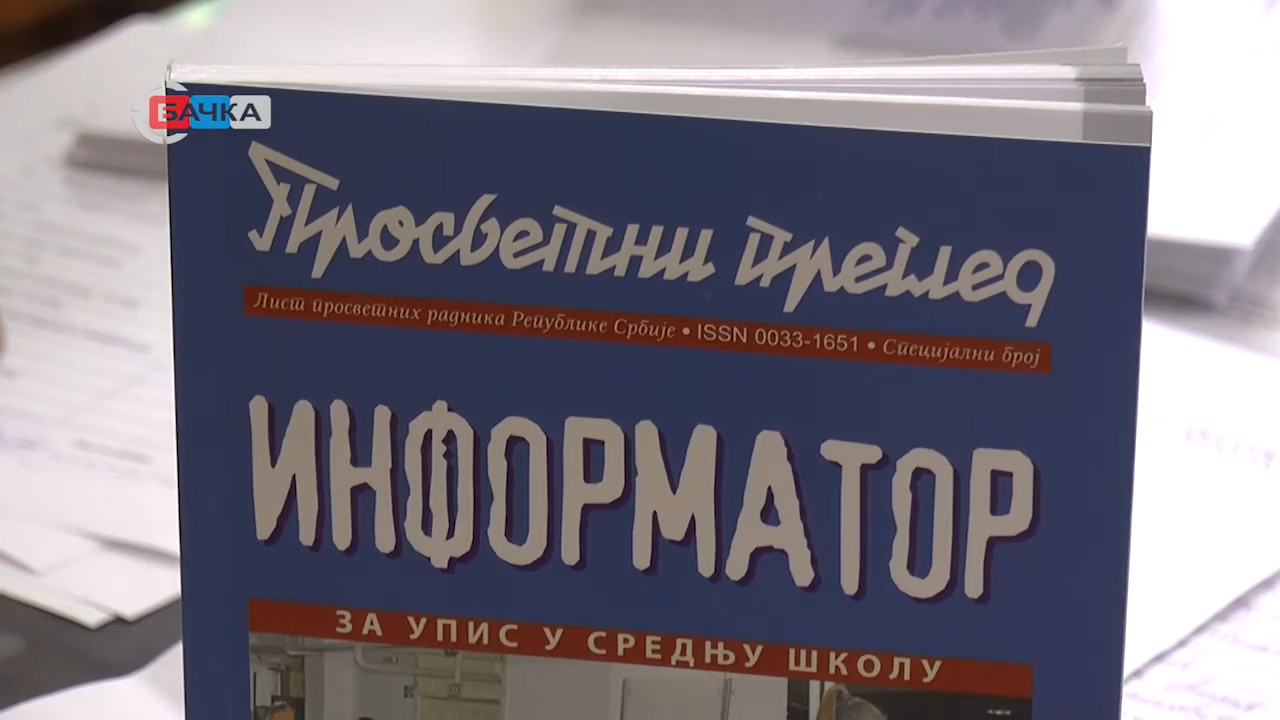 БАЧКА
Просветни преглед
Лист просветних радника Републике Србије • ISSN 0033-1651 • Специјални број
ИНФОРМАТОР
ЗА УПИС У СРЕДЊУ ШКОЛУ